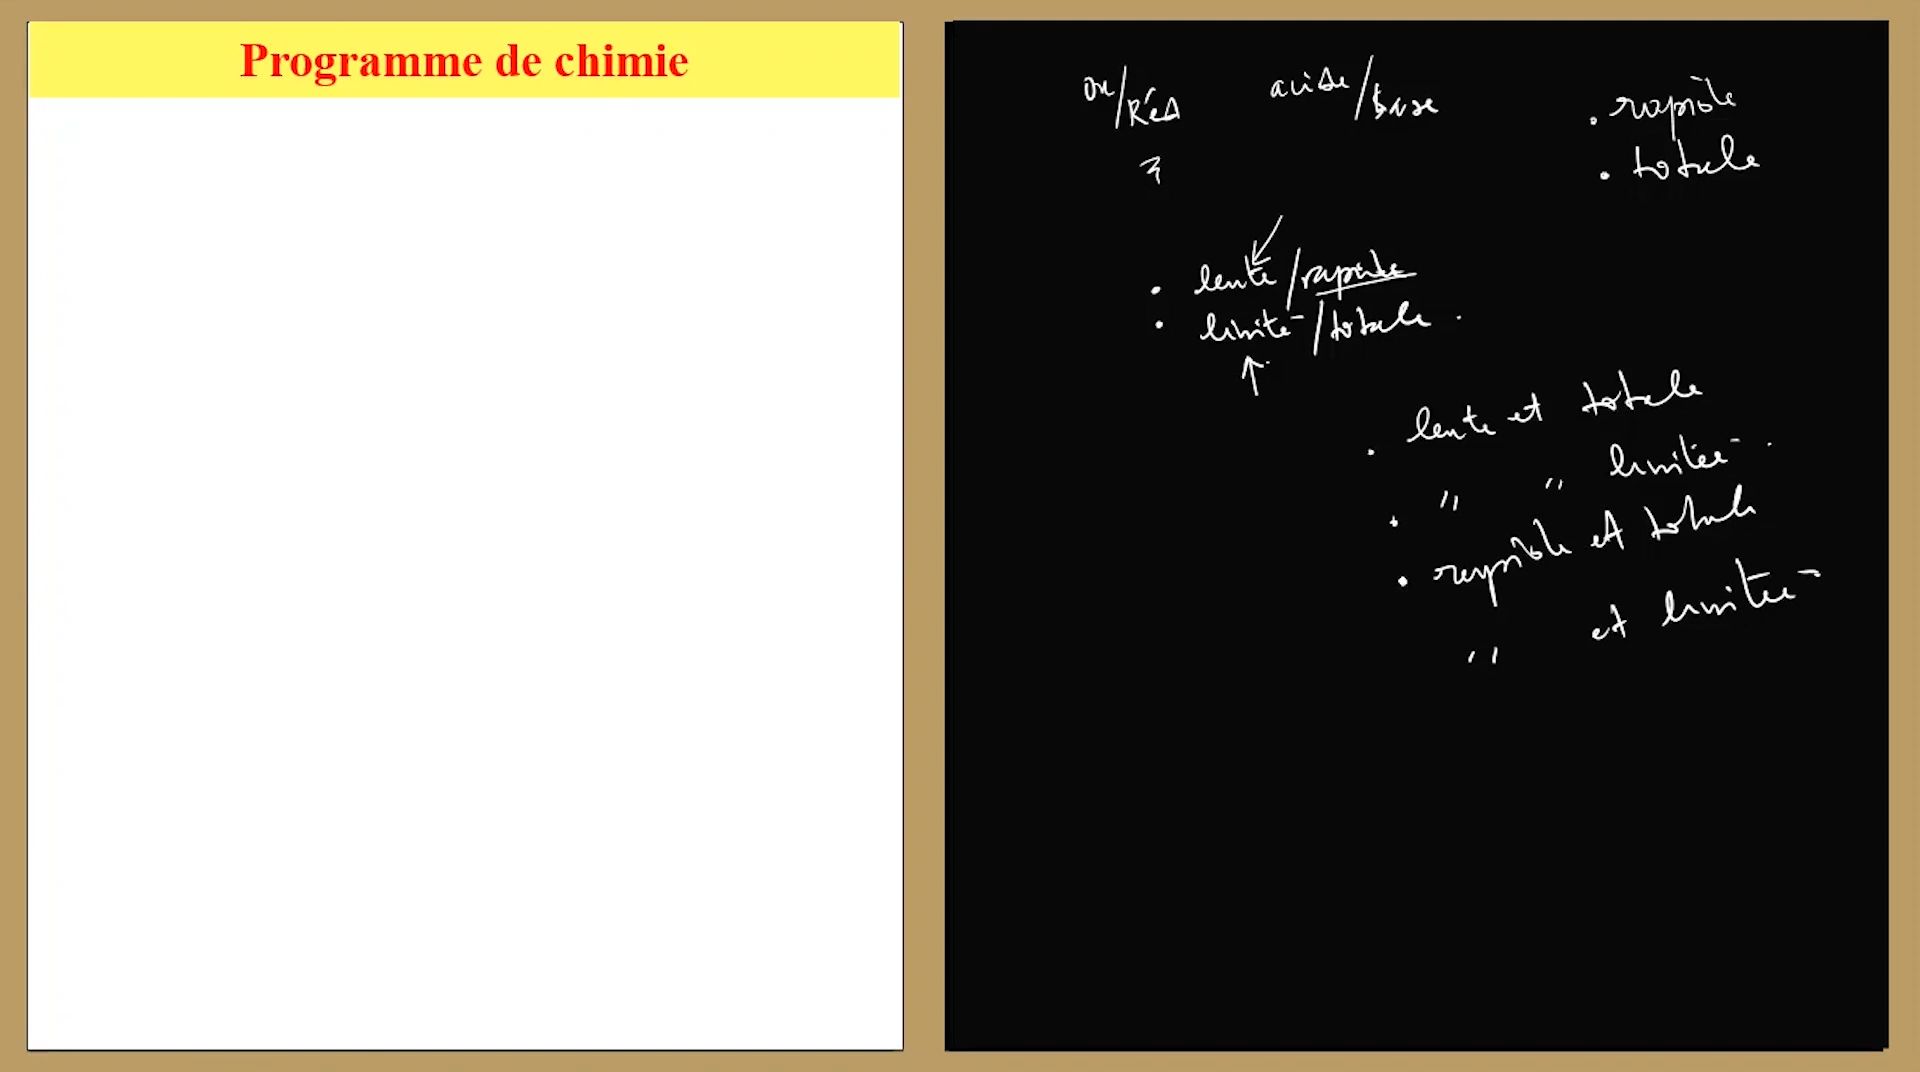 Programme de chimie
ox/Réd acide/base
• rapide
• totale
• lente/rapide
• limité/totale.
• lente et totale
• " " limitée.
• rapide et totale
" et limitée